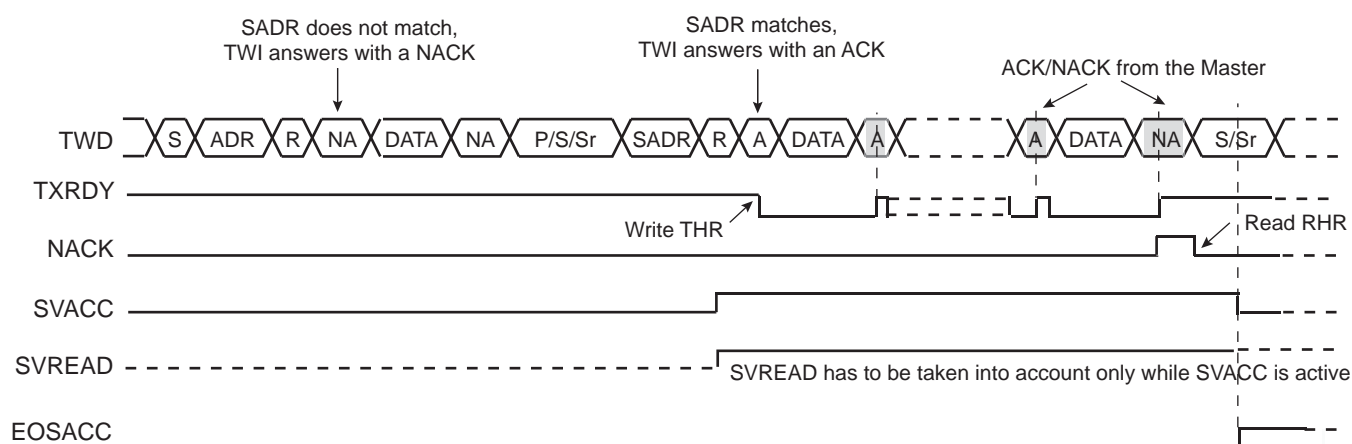 SADR does not match,
TWI answers with a NACK
SADR matches,
TWI answers with an ACK
ACK/NACK from the Master
TWD S ADR R NA DATA NA P/S/Sr SADR R A DATA A A DATA NA S/Sr
TXRDY
Write THR
Read RHR
NACK
SVACC
SVREAD
SVREAD has to be taken into account only while SVACC is active
EOSACC